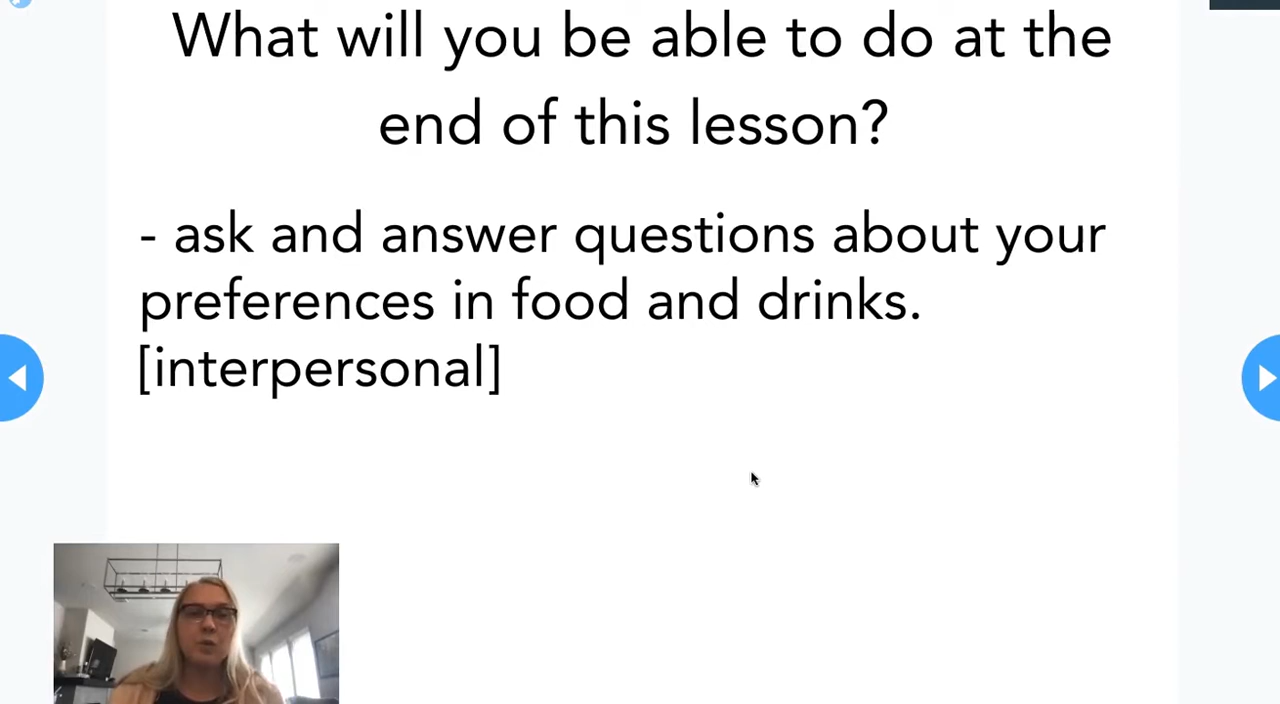 What will you be able to do at the
end of this lesson?
- ask and answer questions about your
preferences in food and drinks.
[interpersonal]